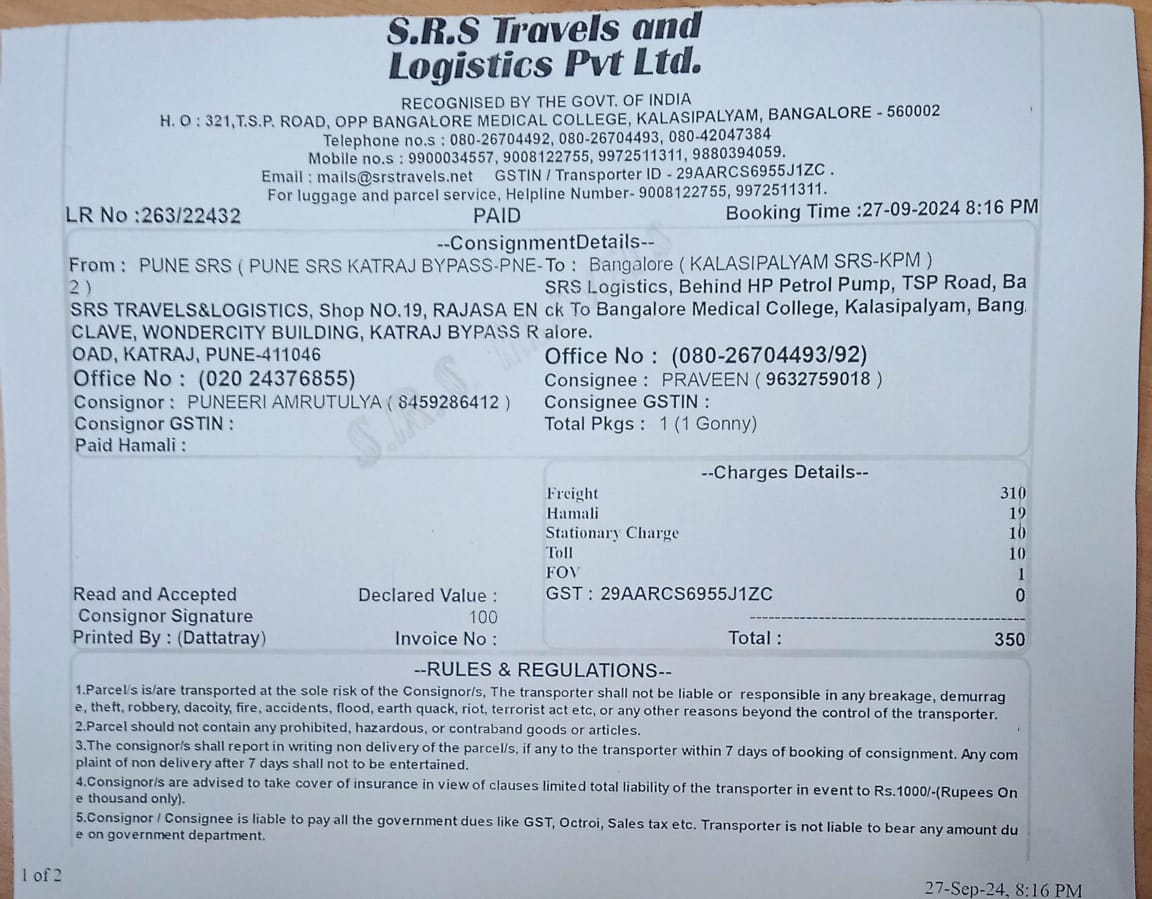 S.R.S Travels and
Logistics Pvt Ltd.
RECOGNISED BY THE GOVT. OF INDIA
H. O : 321,T.S.P. ROAD, OPP BANGALORE MEDICAL COLLEGE, KALASIPALYAM, BANGALORE - 560002
Telephone no.s : 080-26704492, 080-26704493, 080-42047384
Mobile no.s : 9900034557, 9008122755, 9972511311, 9880394059.
Email : mails@srstravels.net GSTIN / Transporter ID - 29AARCS6955J1ZC .
For luggage and parcel service, Helpline Number- 9008122755, 9972511311.
LR No :263/22432 PAID Booking Time :27-09-2024 8:16 PM
--ConsignmentDetails--
From : PUNE SRS ( PUNE SRS KATRAJ BYPASS-PNE-
2 )
SRS TRAVELS&LOGISTICS, Shop NO.19, RAJASA EN
CLAVE, WONDERCITY BUILDING, KATRAJ BYPASS R
OAD, KATRAJ, PUNE-411046
Office No : (020 24376855)
Consignor : PUNEERI AMRUTULYA ( 8459286412 )
Consignor GSTIN :
Paid Hamali :
To : Bangalore ( KALASIPALYAM SRS-KPM )
SRS Logistics, Behind HP Petrol Pump, TSP Road, Ba
ck To Bangalore Medical College, Kalasipalyam, Bang
alore.
Office No : (080-26704493/92)
Consignee : PRAVEEN ( 9632759018 )
Consignee GSTIN :
Total Pkgs : 1 (1 Gonny)
S.R.S.
--Charges Details--
Freight 310
Hamali 19
Stationary Charge 10
Toll 10
FOV 1
GST : 29AARCS6955J1ZC 0
Total : 350
Read and Accepted
Consignor Signature
Printed By : (Dattatray)
Declared Value :
100
Invoice No :
--RULES & REGULATIONS--
1.Parcel/s is/are transported at the sole risk of the Consignor/s, The transporter shall not be liable or responsible in any breakage, demurrag
e, theft, robbery, dacoity, fire, accidents, flood, earth quack, riot, terrorist act etc, or any other reasons beyond the control of the transporter.
2.Parcel should not contain any prohibited, hazardous, or contraband goods or articles.
3.The consignor/s shall report in writing non delivery of the parcel/s, if any to the transporter within 7 days of booking of consignment. Any com
plaint of non delivery after 7 days shall not to be entertained.
4.Consignor/s are advised to take cover of insurance in view of clauses limited total liability of the transporter in event to Rs.1000/-(Rupees On
e thousand only).
5.Consignor / Consignee is liable to pay all the government dues like GST, Octroi, Sales tax etc. Transporter is not liable to bear any amount du
e on government department.
1 of 2
27-Sep-24, 8:16 PM